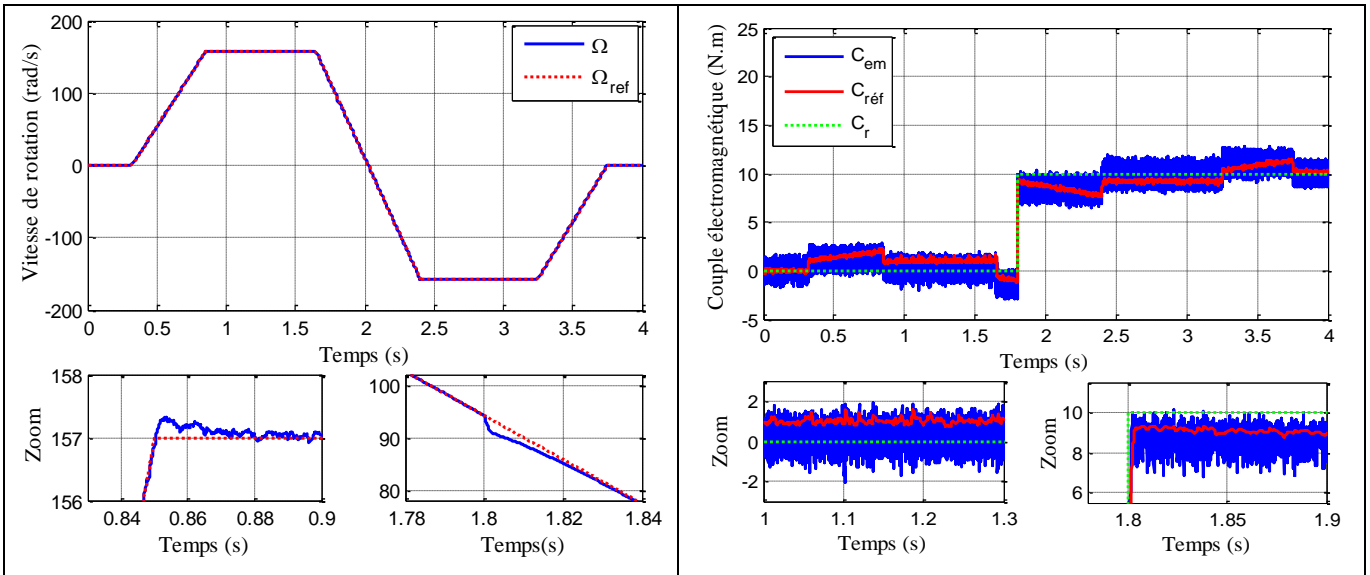 200
100
0
-100
-200
Vitesse de rotation (rad/s)
Ω
Ω_ref
0 0.5 1 1.5 2 2.5 3 3.5 4
Temps (s)
158
157
156
Zoom
0.84 0.86 0.88 0.9
Temps (s)
100
90
80
1.78 1.8 1.82 1.84
Temps(s)
25
20
15
10
5
0
-5
Couple électromagnétique (N.m)
C_em
C_réf
C_r
0 0.5 1 1.5 2 2.5 3 3.5 4
Temps (s)
2
0
-2
Zoom
1 1.1 1.2 1.3
Temps (s)
10
8
6
Zoom
1.8 1.85 1.9
Temps (s)